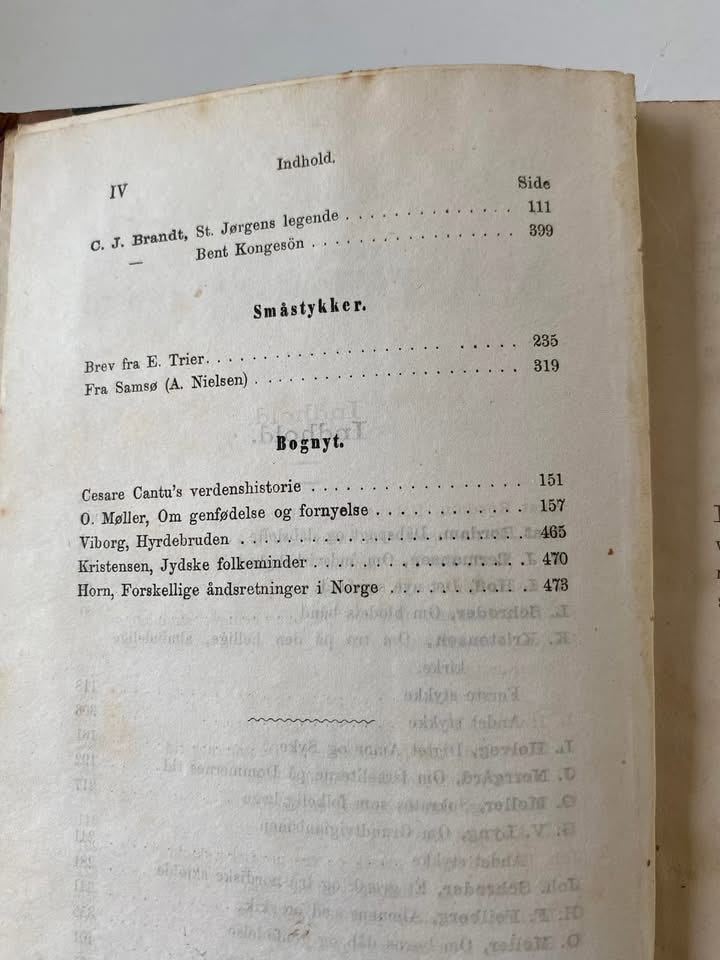 IV
Indhold.
Side
C. J. Brandt, St. Jørgens legende . . . . . . . . . . . . . 111
— Bent Kongesön . . . . . . . . . . . . . . . 399
Småstykker.
Brev fra E. Trier. . . . . . . . . . . . . . . . . . . . . . 235
Fra Samsø (A. Nielsen) . . . . . . . . . . . . . . . . . . . . 319
Bognyt.
Cesare Cantu's verdenshistorie . . . . . . . . . . . . . . . . 151
O. Møller, Om genfødelse og fornyelse . . . . . . . . . . . 157
Viborg, Hyrdebruden . . . . . . . . . . . . . . . . . . . . 465
Kristensen, Jydske folkeminder . . . . . . . . . . . . . . . 470
Horn, Forskellige åndsretninger i Norge . . . . . . . . . . 473